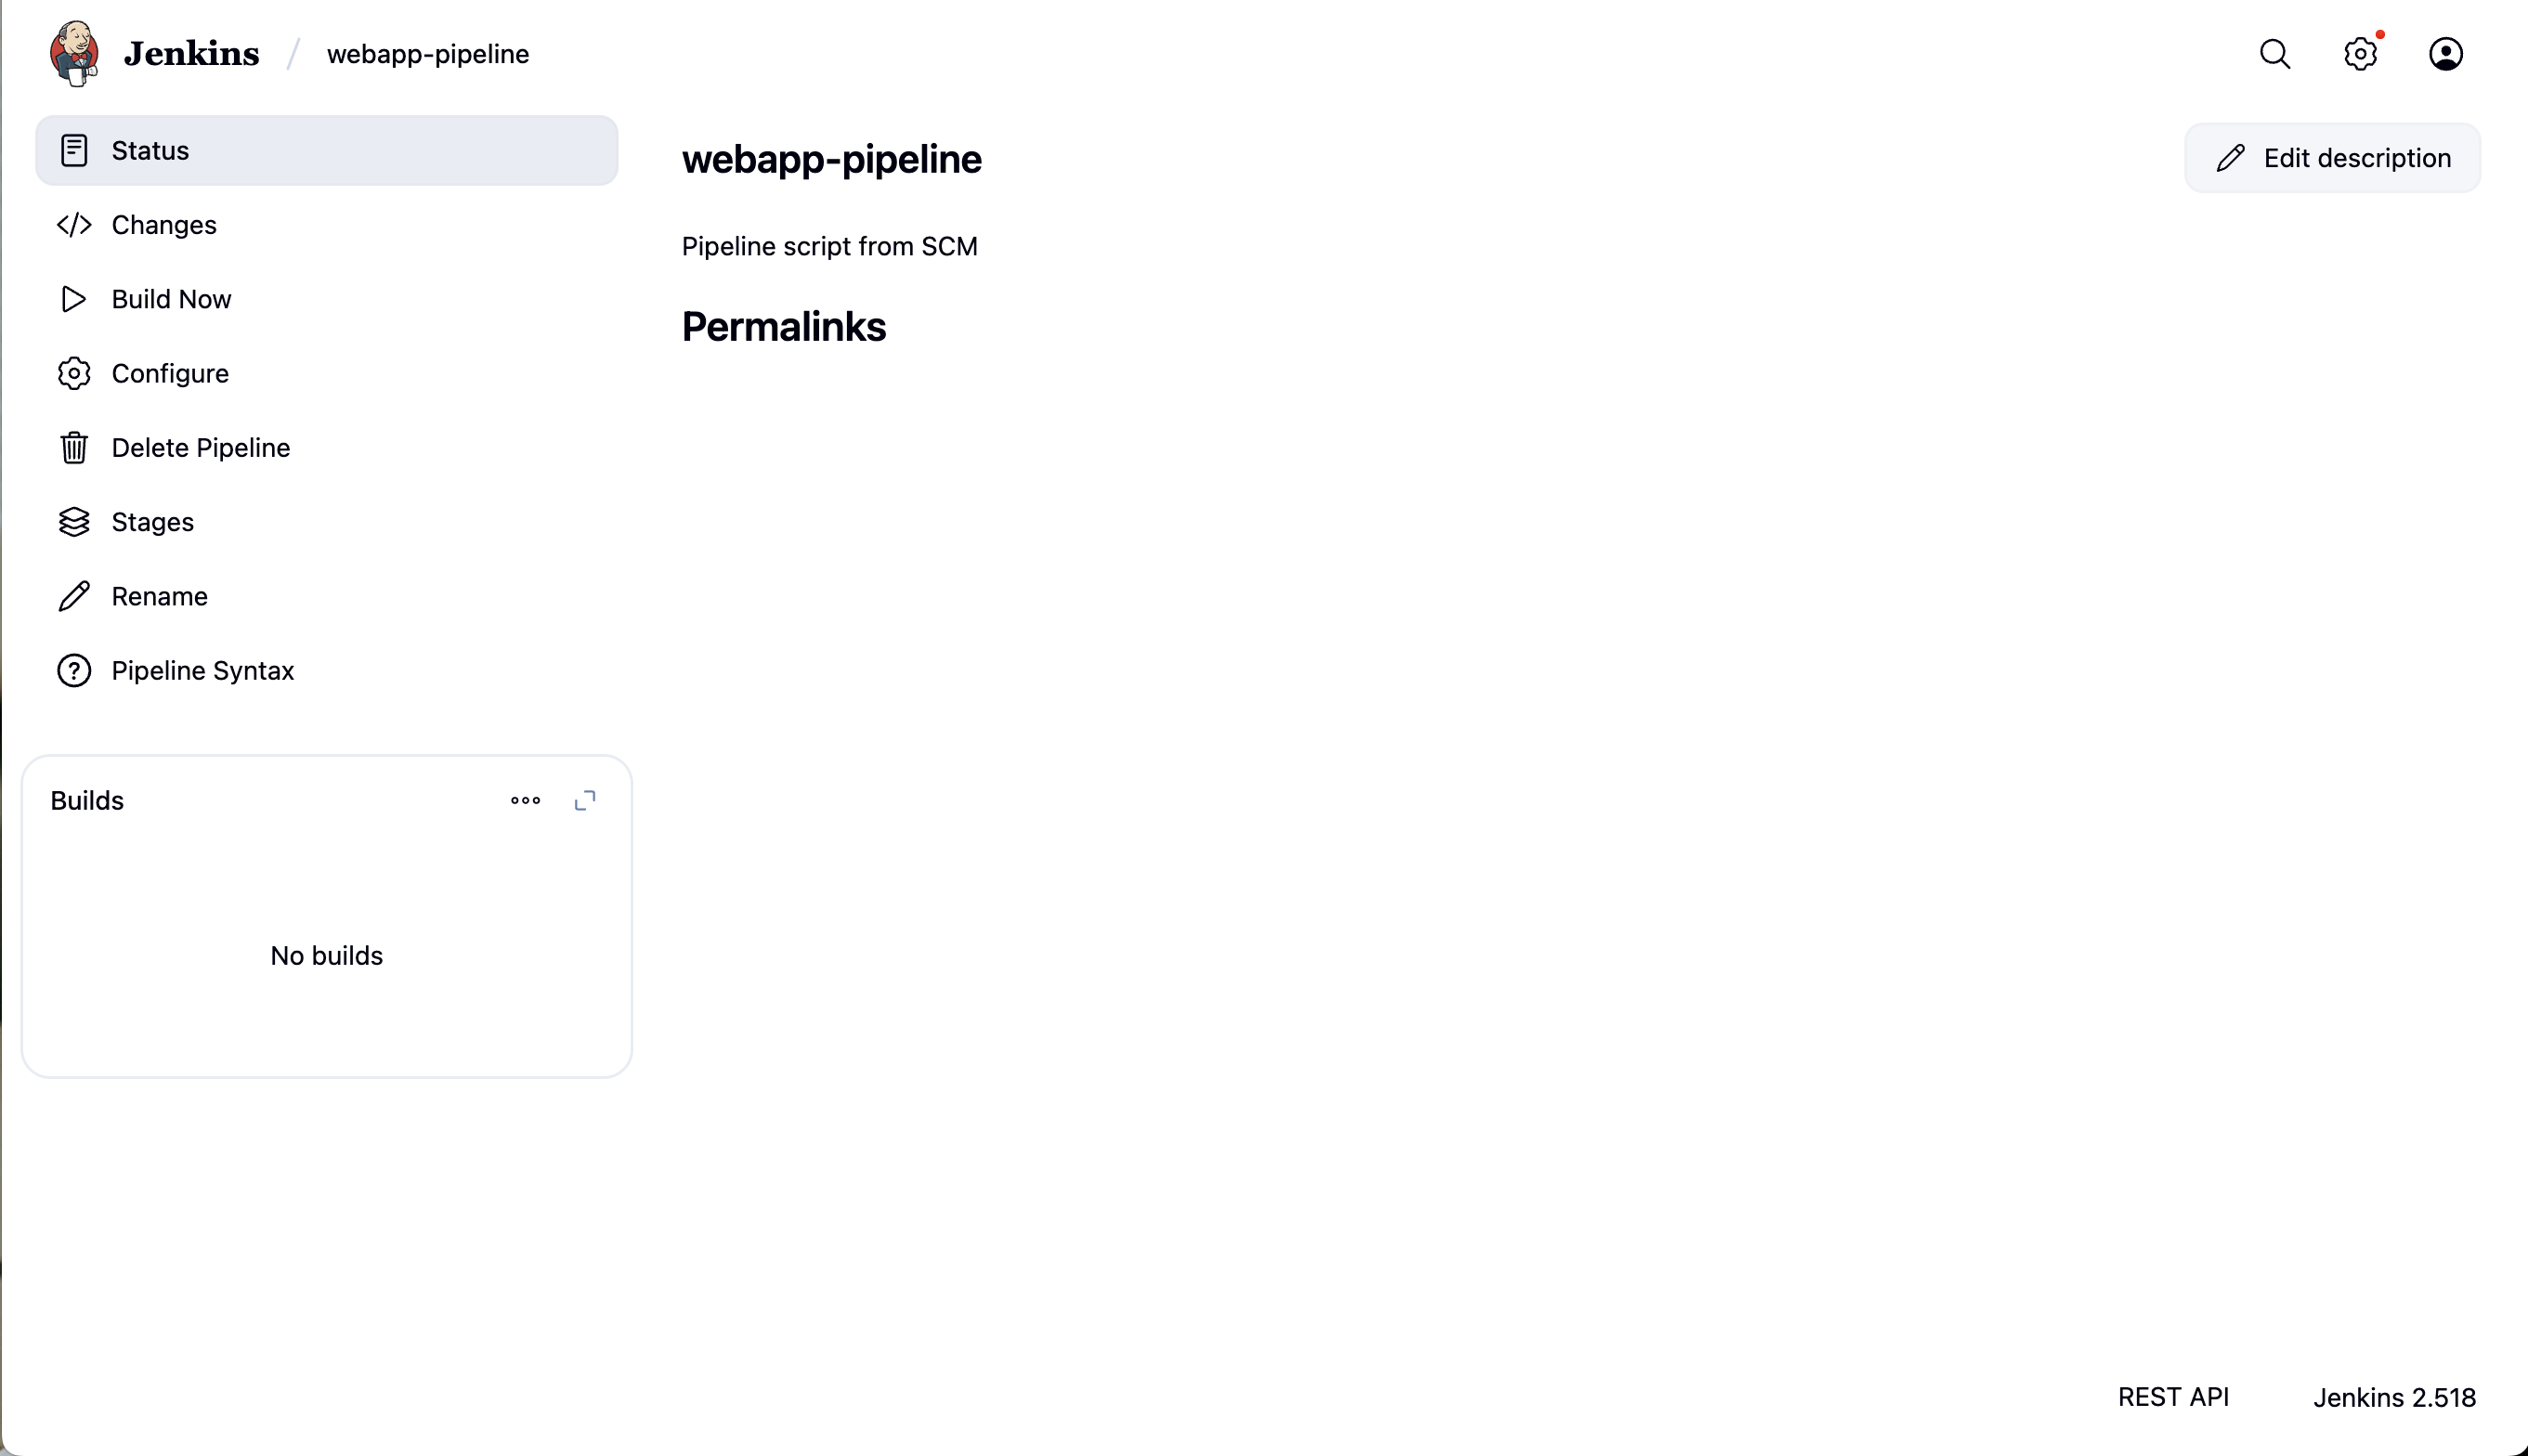 Jenkins / webapp-pipeline
Status
Changes
Build Now
Configure
Delete Pipeline
Stages
Rename
Pipeline Syntax
Builds
No builds
webapp-pipeline
Edit description
Pipeline script from SCM
Permalinks
REST API
Jenkins 2.518